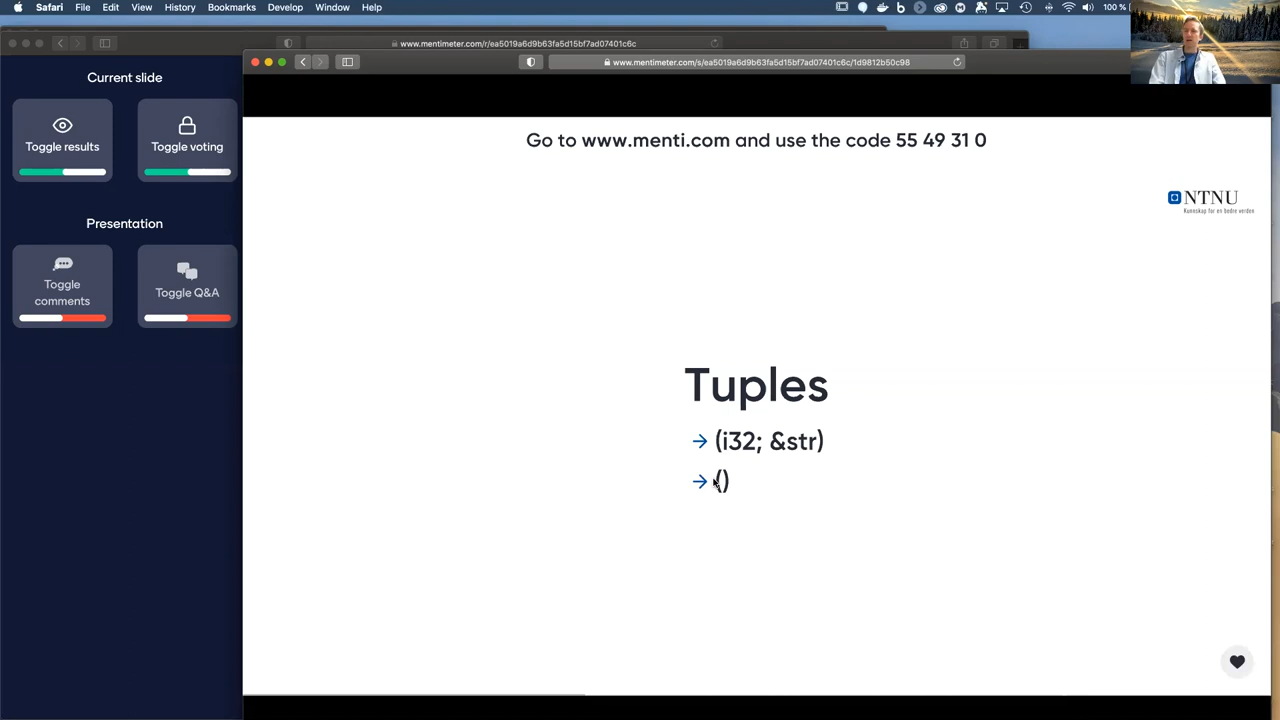 Safari File Edit View History Bookmarks Develop Window Help
100 %
www.mentimeter.com/r/ea5019a6d9b63fa5d15bf7ad07401c6c
www.mentimeter.com/s/ea5019a6d9b63fa5d15bf7ad07401c6c/1d9812b50c98
Current slide
Toggle results
Toggle voting
Presentation
Toggle comments
Toggle Q&A
Go to www.menti.com and use the code 55 49 31 0
NTNU
Kunnskap for en bedre verden
Tuples
→ (i32; &str)
→ ()